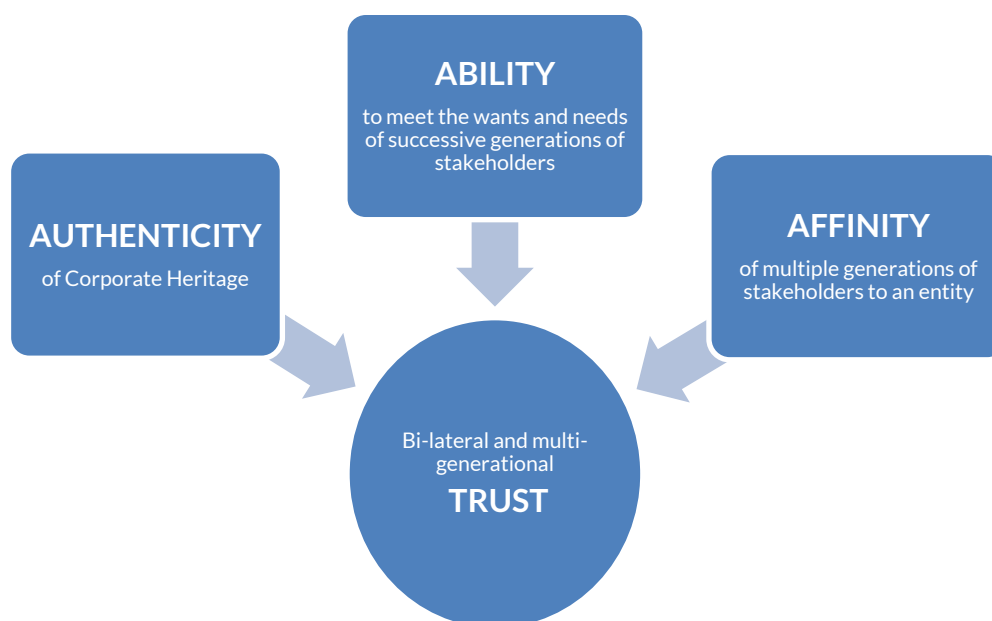 ABILITY
to meet the wants and needs
of successive generations of
stakeholders
AUTHENTICITY
of Corporate Heritage
AFFINITY
of multiple generations of
stakeholders to an entity
Bi-lateral and multi-
generational
TRUST